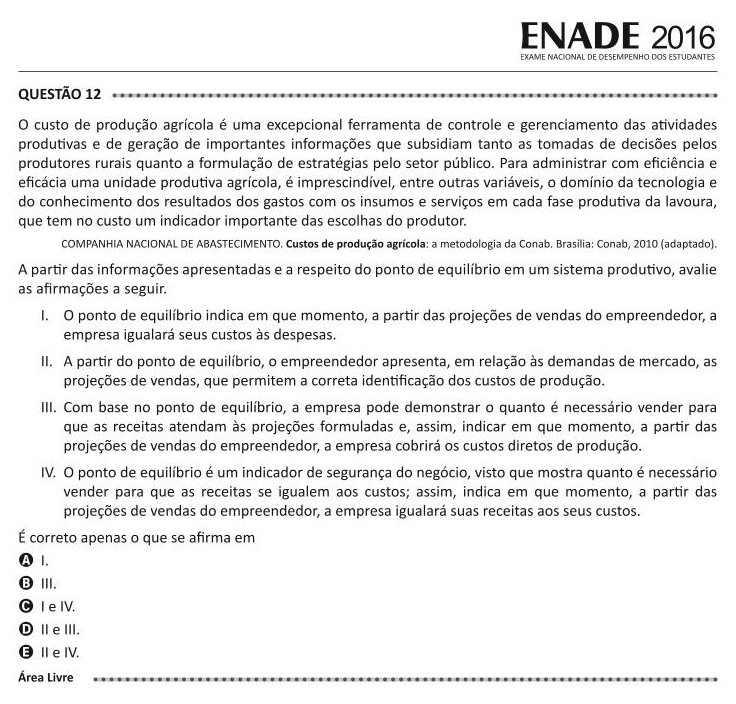 ENADE 2016
EXAME NACIONAL DE DESEMPENHO DOS ESTUDANTES
QUESTÃO 12
O custo de produção agrícola é uma excepcional ferramenta de controle e gerenciamento das atividades
produtivas e de geração de importantes informações que subsidiam tanto as tomadas de decisões pelos
produtores rurais quanto a formulação de estratégias pelo setor público. Para administrar com eficiência e
eficácia uma unidade produtiva agrícola, é imprescindível, entre outras variáveis, o domínio da tecnologia e
do conhecimento dos resultados dos gastos com os insumos e serviços em cada fase produtiva da lavoura,
que tem no custo um indicador importante das escolhas do produtor.
COMPANHIA NACIONAL DE ABASTECIMENTO. Custos de produção agrícola: a metodologia da Conab. Brasília: Conab, 2010 (adaptado).
A partir das informações apresentadas e a respeito do ponto de equilíbrio em um sistema produtivo, avalie
as afirmações a seguir.
I. O ponto de equilíbrio indica em que momento, a partir das projeções de vendas do empreendedor, a
empresa igualará seus custos às despesas.
II. A partir do ponto de equilíbrio, o empreendedor apresenta, em relação às demandas de mercado, as
projeções de vendas, que permitem a correta identificação dos custos de produção.
III. Com base no ponto de equilíbrio, a empresa pode demonstrar o quanto é necessário vender para
que as receitas atendam às projeções formuladas e, assim, indicar em que momento, a partir das
projeções de vendas do empreendedor, a empresa cobrirá os custos diretos de produção.
IV. O ponto de equilíbrio é um indicador de segurança do negócio, visto que mostra quanto é necessário
vender para que as receitas se igualem aos custos; assim, indica em que momento, a partir das
projeções de vendas do empreendedor, a empresa igualará suas receitas aos seus custos.
É correto apenas o que se afirma em
A I.
B III.
C I e IV.
D II e III.
E II e IV.
Área Livre